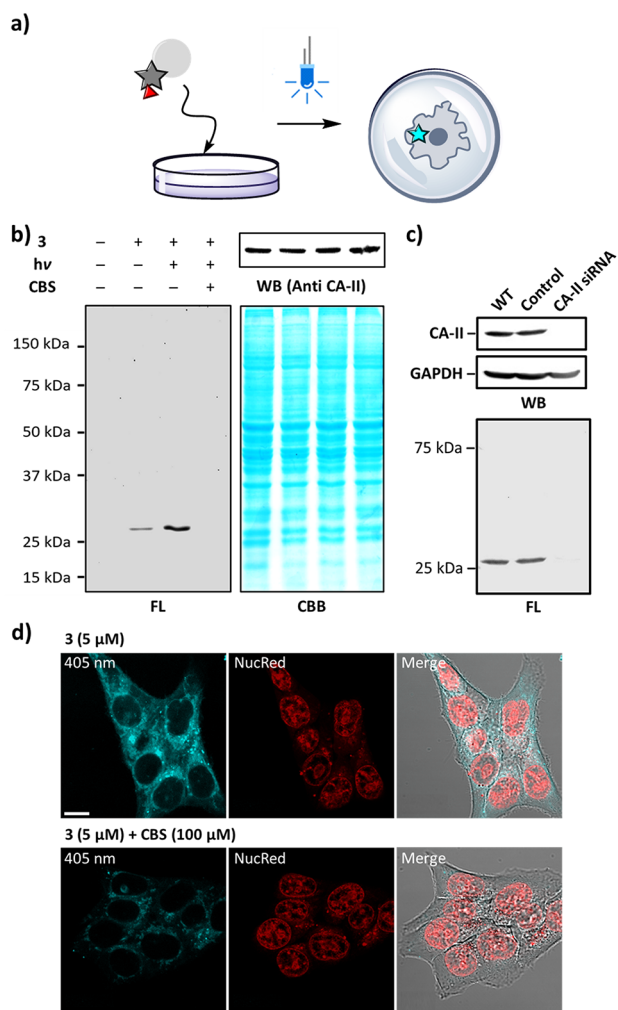 a)
b)
3 – + + +
hν – – + +
CBS – – – +
WB (Anti CA-II)
150 kDa
75 kDa
50 kDa
37 kDa
25 kDa
15 kDa
FL
CBB
c)
WT Control CA-II siRNA
CA-II
GAPDH
WB
75 kDa
25 kDa
FL
d)
3 (5 μM)
405 nm NucRed Merge
3 (5 μM) + CBS (100 μM)
405 nm NucRed Merge